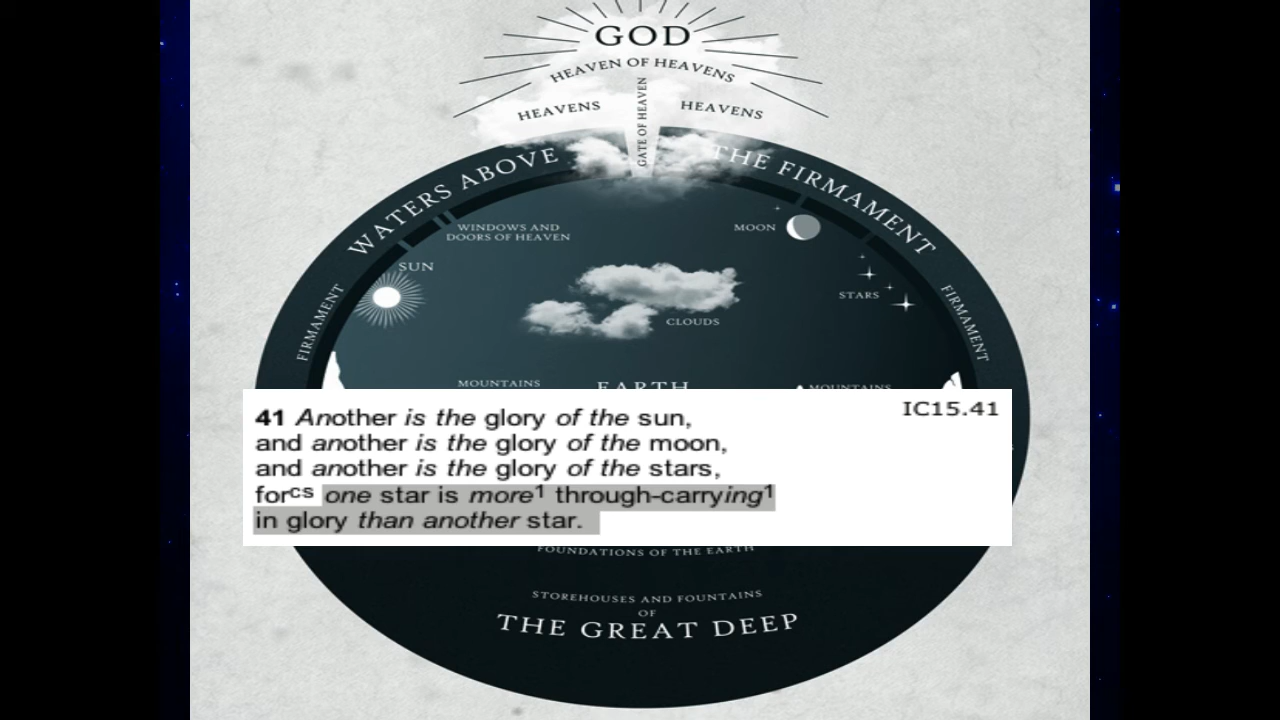 GOD
HEAVEN OF HEAVENS
HEAVENS
GATE OF HEAVEN
HEAVENS
WATERS ABOVE
THE FIRMAMENT
WINDOWS AND
DOORS OF HEAVEN
MOON
SUN
STARS
FIRMAMENT
FIRMAMENT
CLOUDS
MOUNTAINS
EARTH
MOUNTAINS
IC15.41
41 Another is the glory of the sun,
and another is the glory of the moon,
and another is the glory of the stars,
forᶜˢ one star is more¹ through-carrying¹
in glory than another star.
FOUNDATIONS OF THE EARTH
STOREHOUSES AND FOUNTAINS
OF
THE GREAT DEEP